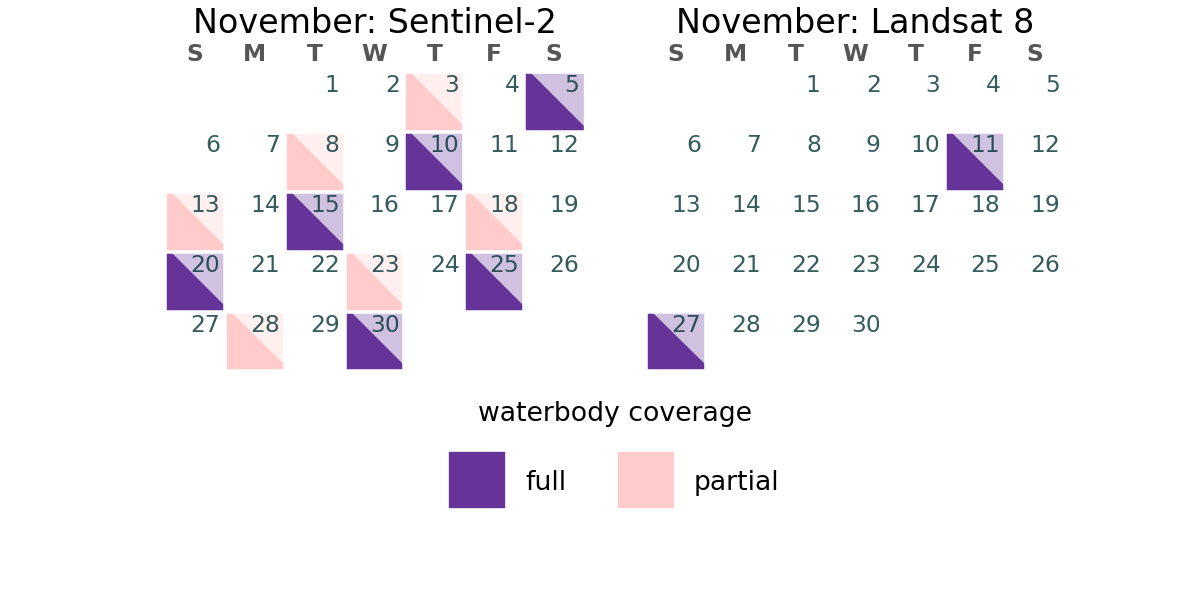 November: Sentinel-2
S M T W T F S
1 2 3 4 5
6 7 8 9 10 11 12
13 14 15 16 17 18 19
20 21 22 23 24 25 26
27 28 29 30
November: Landsat 8
S M T W T F S
1 2 3 4 5
6 7 8 9 10 11 12
13 14 15 16 17 18 19
20 21 22 23 24 25 26
27 28 29 30
waterbody coverage
full partial